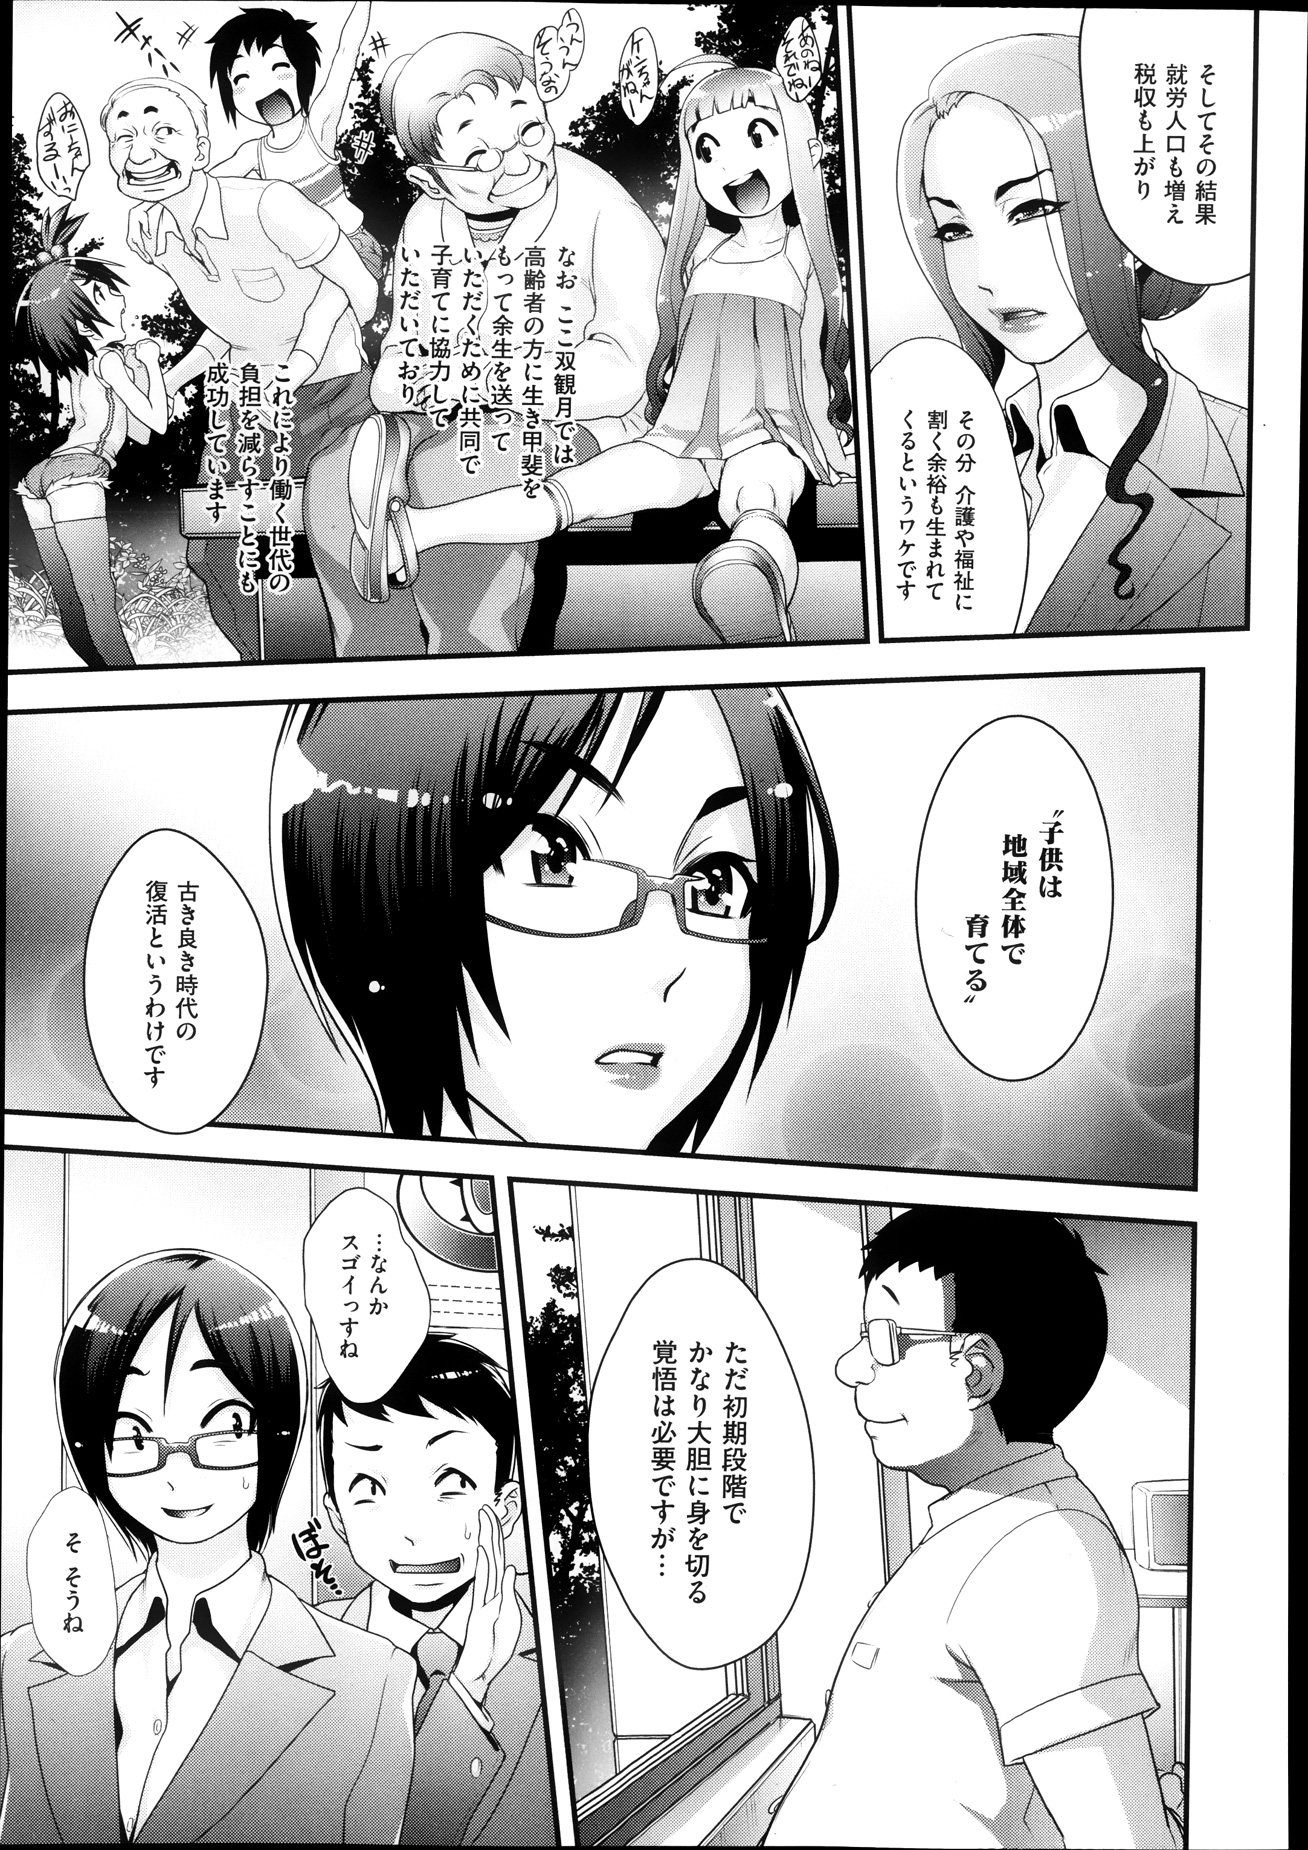 そしてその結果
就労人口も増え
税収も上がり
その分 介護や福祉に
割く余裕も生まれて
くるというワケです
あのねー
それでねー
ケンちゃん
がねー
うんうん
そうなの
なお ここ双観月では
高齢者の方に生き甲斐を
もって余生を送って
いただくために共同で
子育てに協力して
いただいており
おにーちゃん
ずるーいっ
これにより働く世代の
負担を減らすことにも
成功しています
〝子供は
地域全体で
育てる〟
古き良き時代の
復活というわけです
ただ初期段階で
かなり大胆に身を切る
覚悟は必要ですが…
…なんか
スゴイっすね
ぼそ…
そ そうね